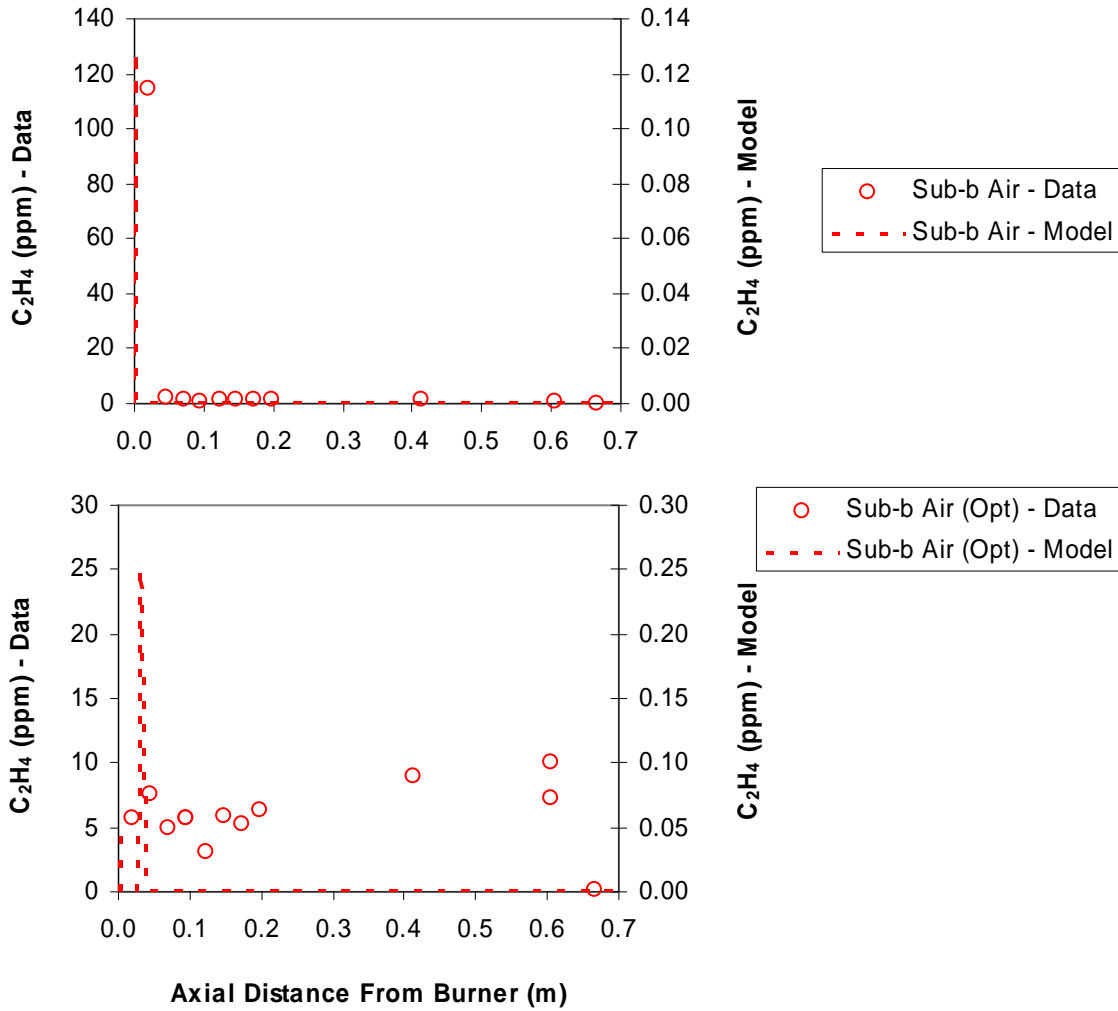 C₂H₄ (ppm) - Data
140
120
100
80
60
40
20
0
0.14
0.12
0.10
0.08
0.06
0.04
0.02
0.00
C₂H₄ (ppm) - Model
0.0 0.1 0.2 0.3 0.4 0.5 0.6 0.7
Sub-b Air - Data
Sub-b Air - Model
C₂H₄ (ppm) - Data
30
25
20
15
10
5
0
0.30
0.25
0.20
0.15
0.10
0.05
0.00
C₂H₄ (ppm) - Model
0.0 0.1 0.2 0.3 0.4 0.5 0.6 0.7
Sub-b Air (Opt) - Data
Sub-b Air (Opt) - Model
Axial Distance From Burner (m)